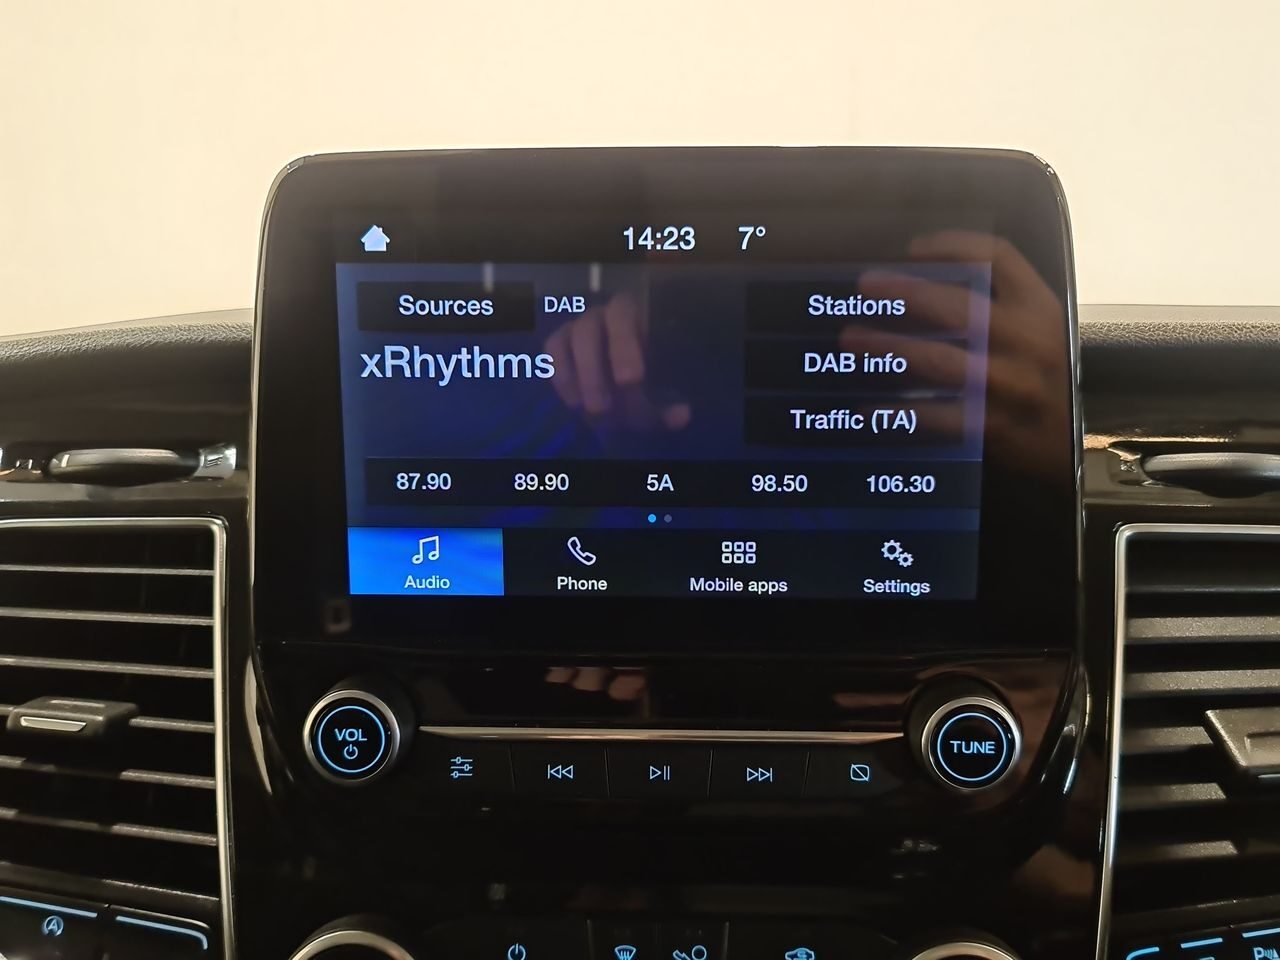 14:23 7°
Sources DAB Stations
xRhythms DAB info
Traffic (TA)
87.90 89.90 5A 98.50 106.30
Audio Phone Mobile apps Settings
VOL
TUNE
A